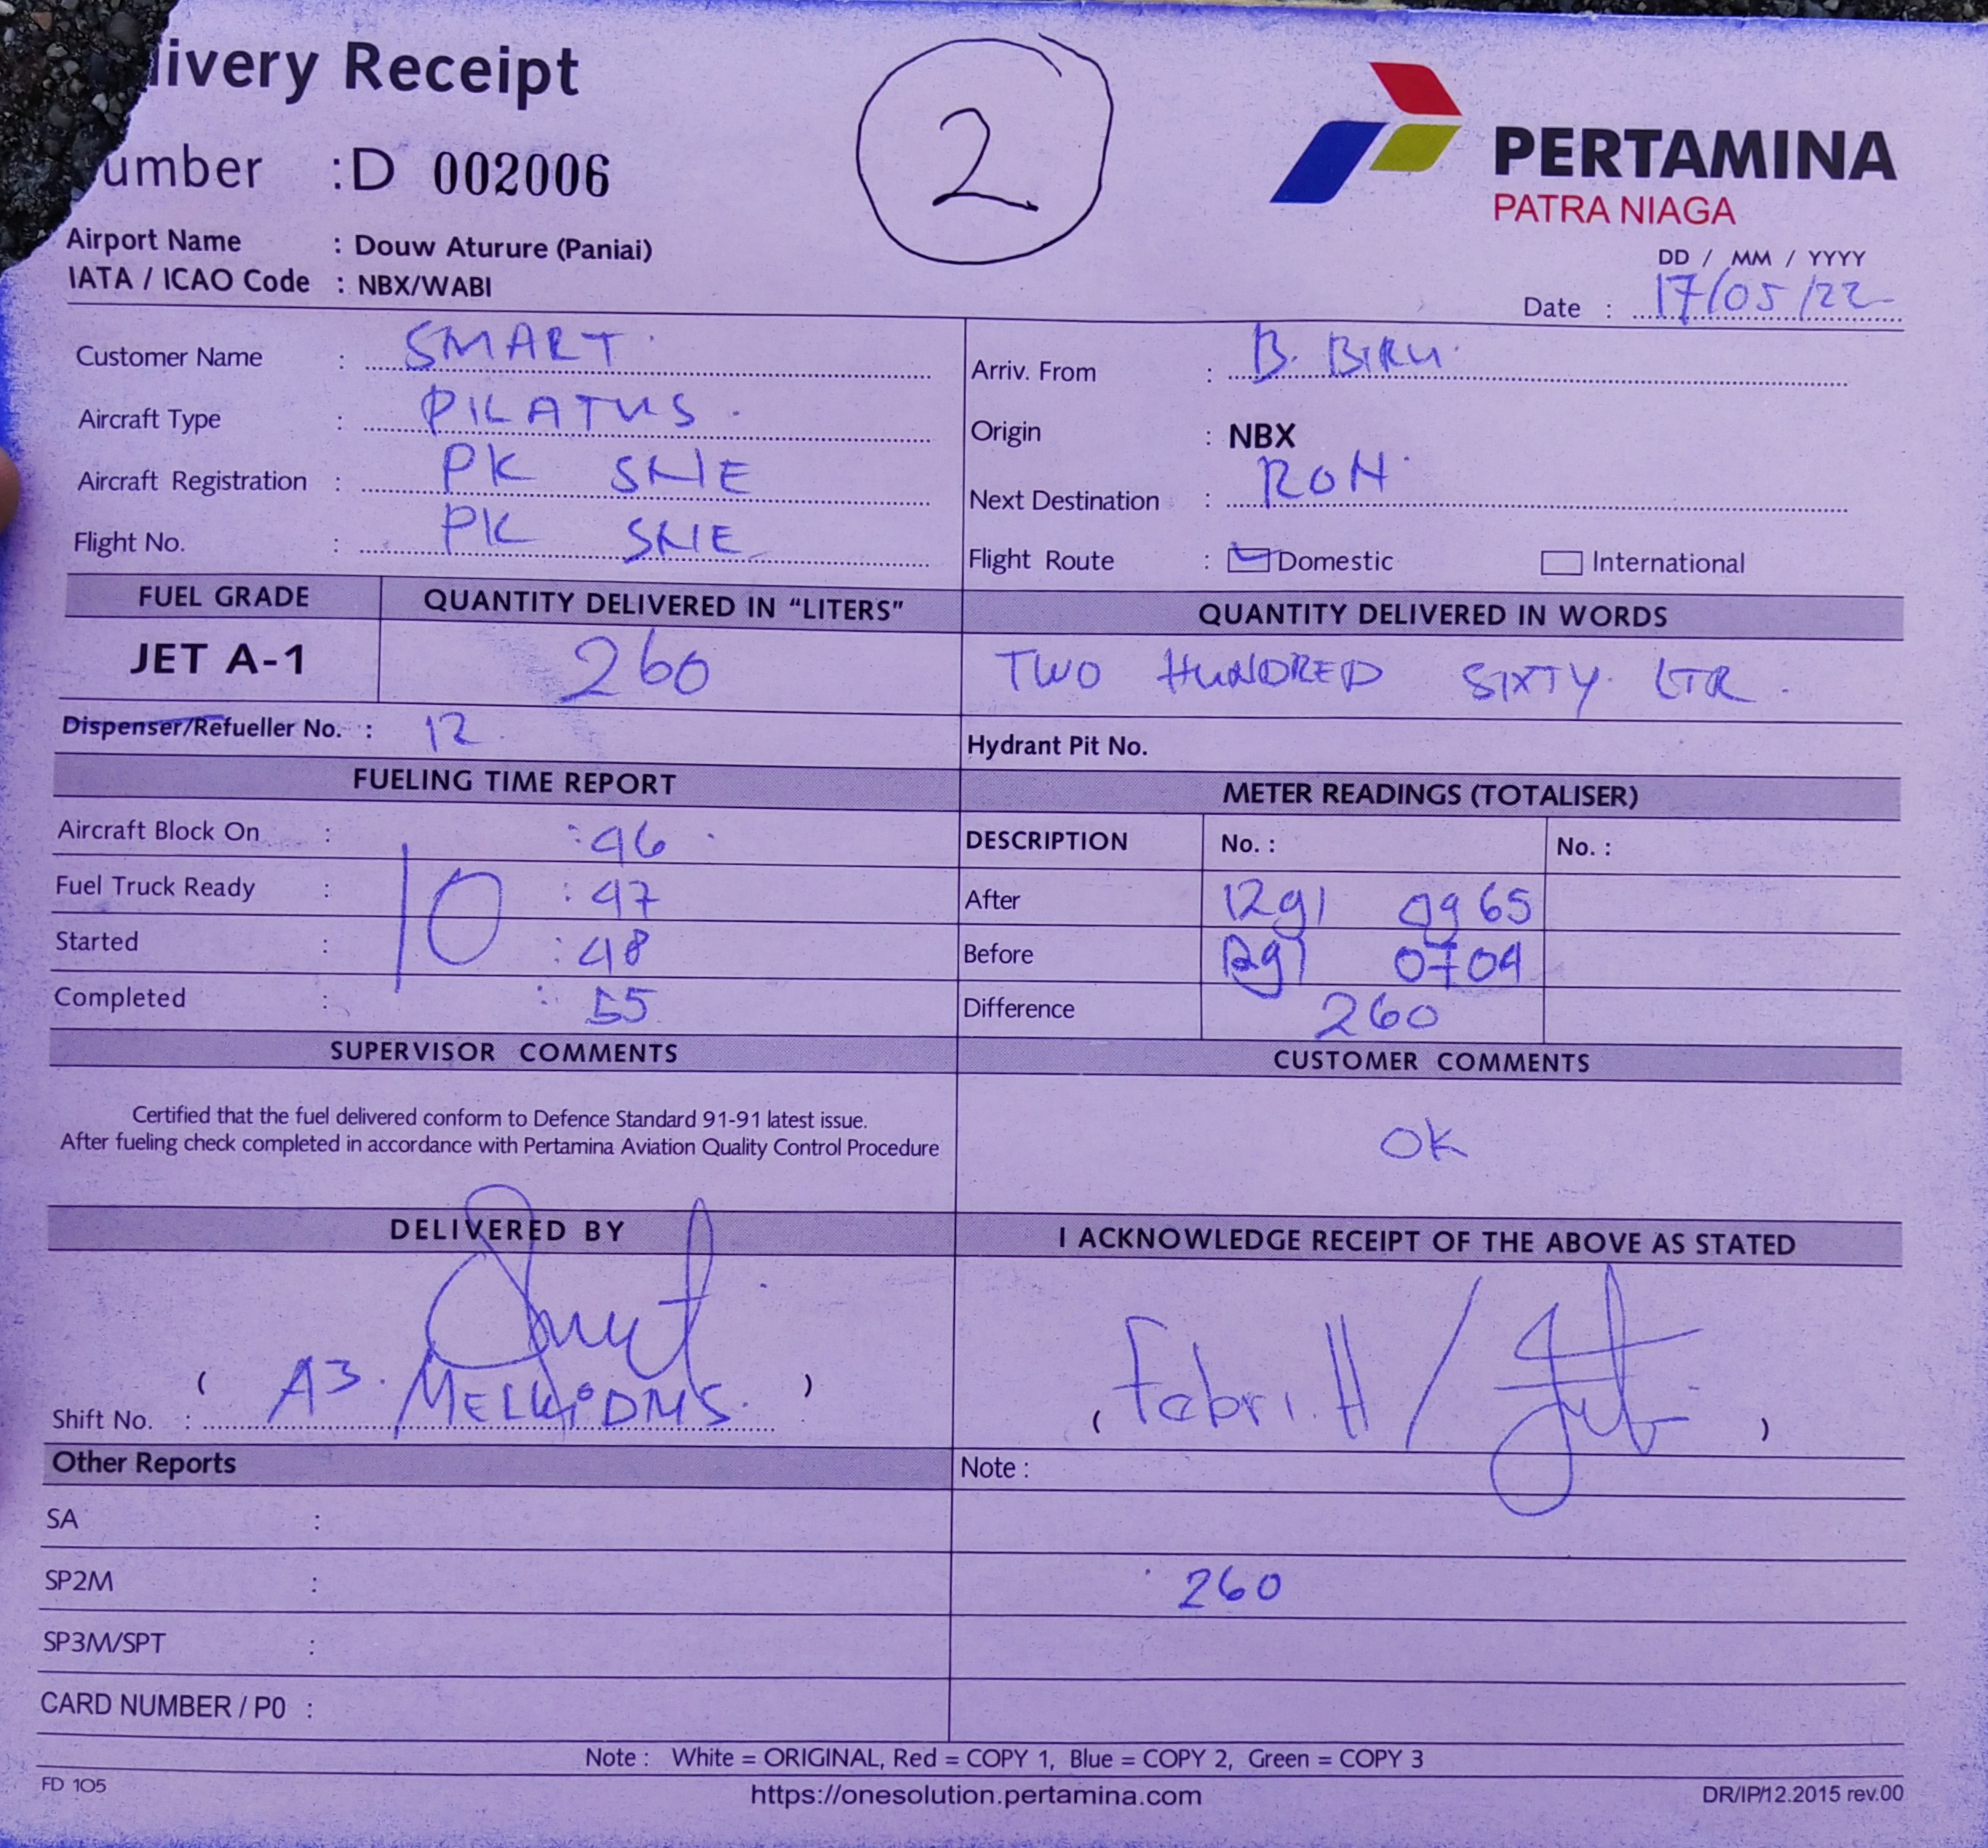 livery Receipt
2
umber : D 002006
PERTAMINA
PATRA NIAGA
Airport Name : Douw Aturure (Paniai)
IATA / ICAO Code : NBX/WABI
DD / MM / YYYY
Date : 17/05/22
Customer Name : SMART
Arriv. From : B. BIRU
Aircraft Type : PILATUS
Origin : NBX
Aircraft Registration : PK SNE
Next Destination : RON
Flight No. : PK SNE
Flight Route : Domestic International
FUEL GRADE QUANTITY DELIVERED IN “LITERS” QUANTITY DELIVERED IN WORDS
JET A-1 260 TWO HUNDRED SIXTY LTR
Dispenser/Refueller No. : 12
Hydrant Pit No.
FUELING TIME REPORT METER READINGS (TOTALISER)
Aircraft Block On : : 46
DESCRIPTION No. : No. :
Fuel Truck Ready : 10 : 47
After 1291 0965
Started : : 48
Before 1291 0704
Completed : : 55
Difference 260
SUPERVISOR COMMENTS CUSTOMER COMMENTS
Certified that the fuel delivered conform to Defence Standard 91-91 latest issue.
After fueling check completed in accordance with Pertamina Aviation Quality Control Procedure
OK
DELIVERED BY I ACKNOWLEDGE RECEIPT OF THE ABOVE AS STATED
Shift No. : ( A3. )
( Febri. H / )
Other Reports Note :
SA :
SP2M : 260
SP3M/SPT :
CARD NUMBER / P0 :
Note : White = ORIGINAL, Red = COPY 1, Blue = COPY 2, Green = COPY 3
FD 105 https://onesolution.pertamina.com DR/IP/12.2015 rev.00